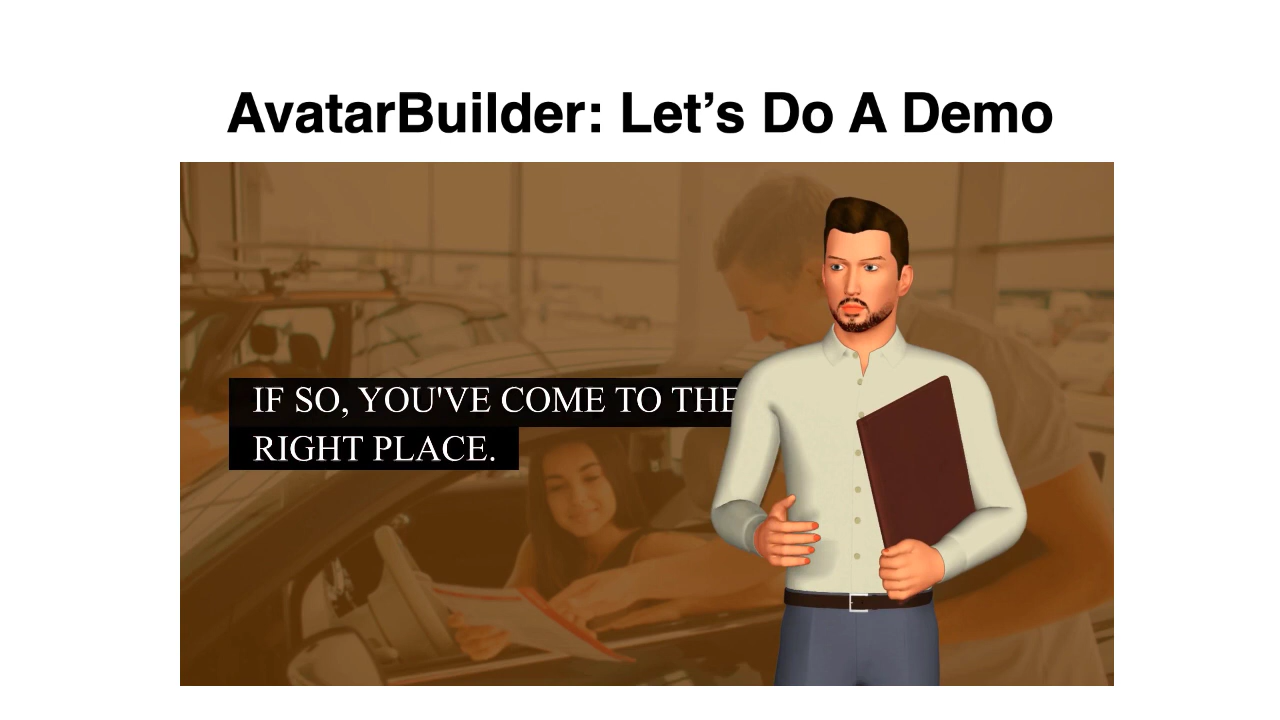 AvatarBuilder: Let’s Do A Demo
IF SO, YOU'VE COME TO THE
RIGHT PLACE.